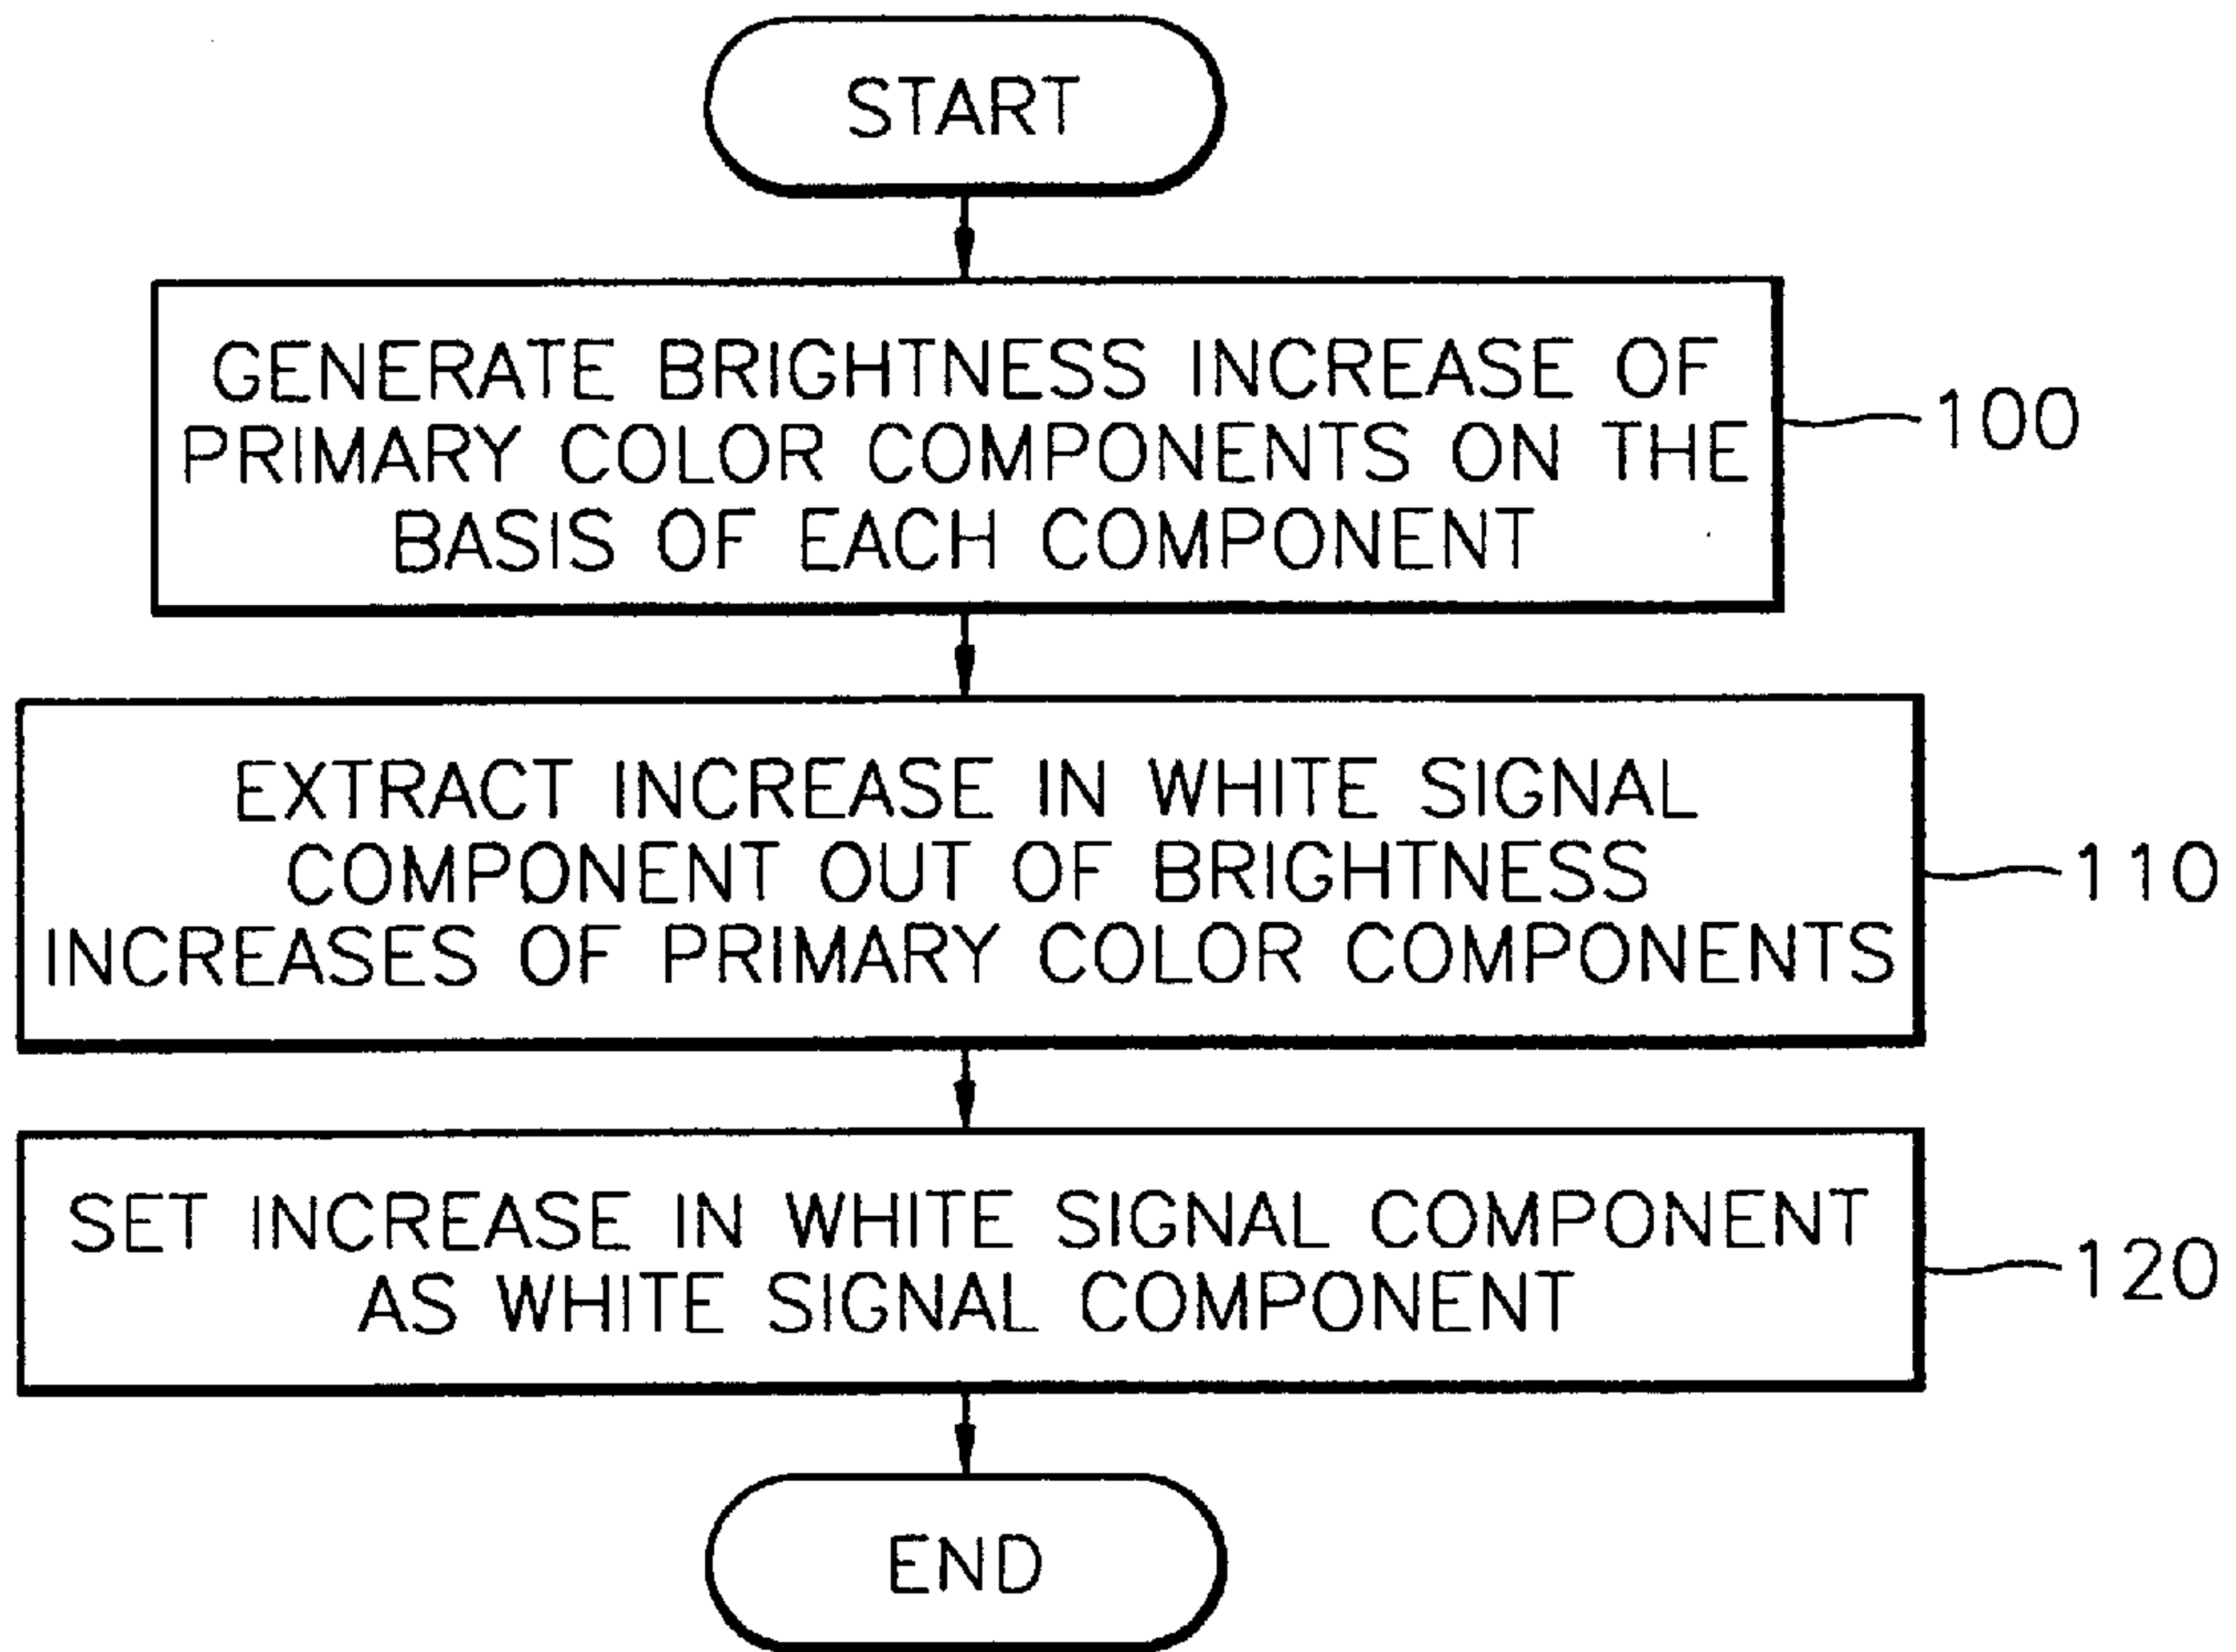 START
GENERATE BRIGHTNESS INCREASE OF
PRIMARY COLOR COMPONENTS ON THE
BASIS OF EACH COMPONENT
100
EXTRACT INCREASE IN WHITE SIGNAL
COMPONENT OUT OF BRIGHTNESS
INCREASES OF PRIMARY COLOR COMPONENTS
110
SET INCREASE IN WHITE SIGNAL COMPONENT
AS WHITE SIGNAL COMPONENT
120
END